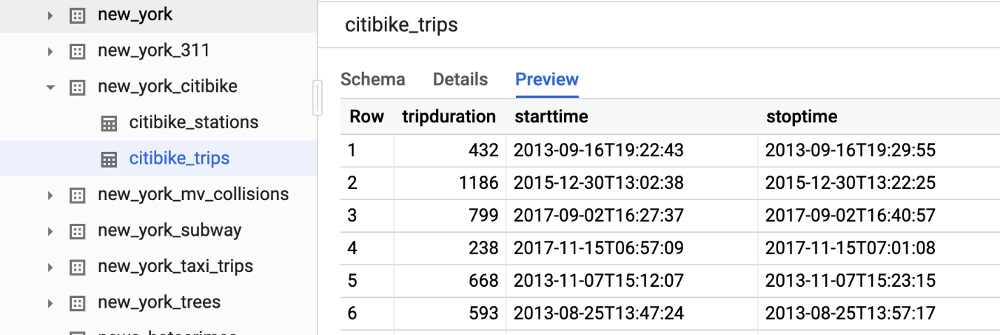 new_york
new_york_311
new_york_citibike
citibike_stations
citibike_trips
new_york_mv_collisions
new_york_subway
new_york_taxi_trips
new_york_trees
citibike_trips
Schema Details Preview
Row tripduration starttime stoptime
1 432 2013-09-16T19:22:43 2013-09-16T19:29:55
2 1186 2015-12-30T13:02:38 2015-12-30T13:22:25
3 799 2017-09-02T16:27:37 2017-09-02T16:40:57
4 238 2017-11-15T06:57:09 2017-11-15T07:01:08
5 668 2013-11-07T15:12:07 2013-11-07T15:23:15
6 593 2013-08-25T13:47:24 2013-08-25T13:57:17